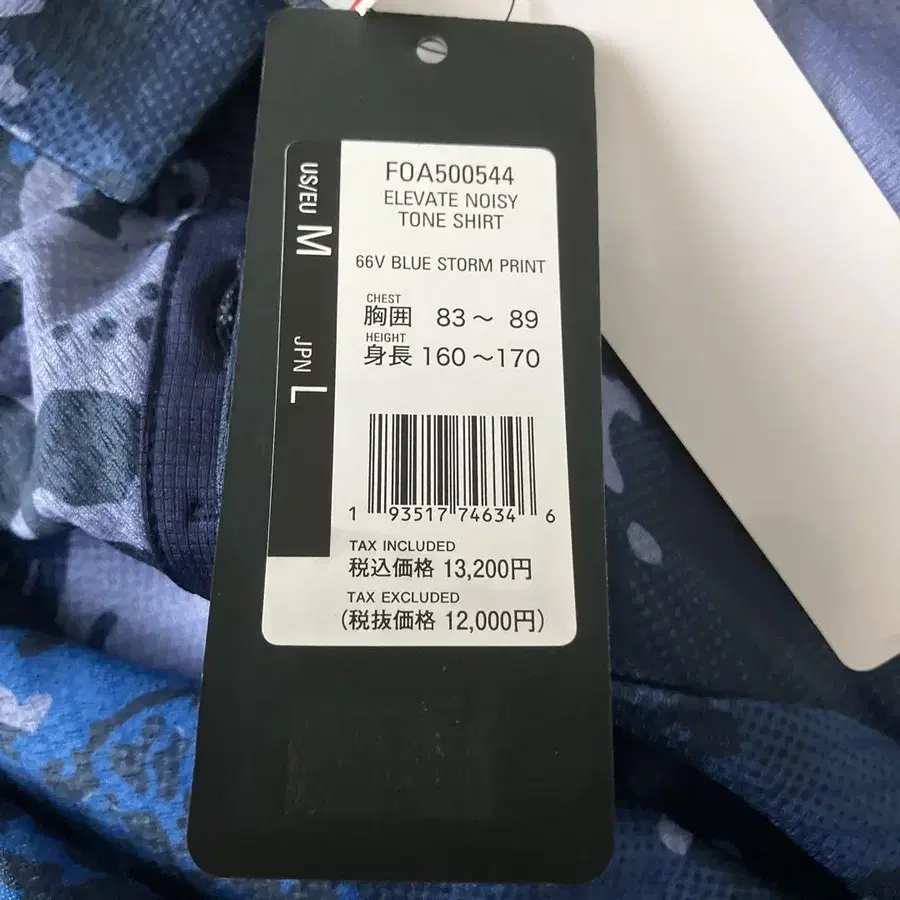 US/EU M
JPN L
FOA500544
ELEVATE NOISY
TONE SHIRT
66V BLUE STORM PRINT
CHEST
胸囲 83～ 89
HEIGHT
身長 160～170
1 93517 74634 6
TAX INCLUDED
税込価格 13,200円
TAX EXCLUDED
(税抜価格 12,000円)